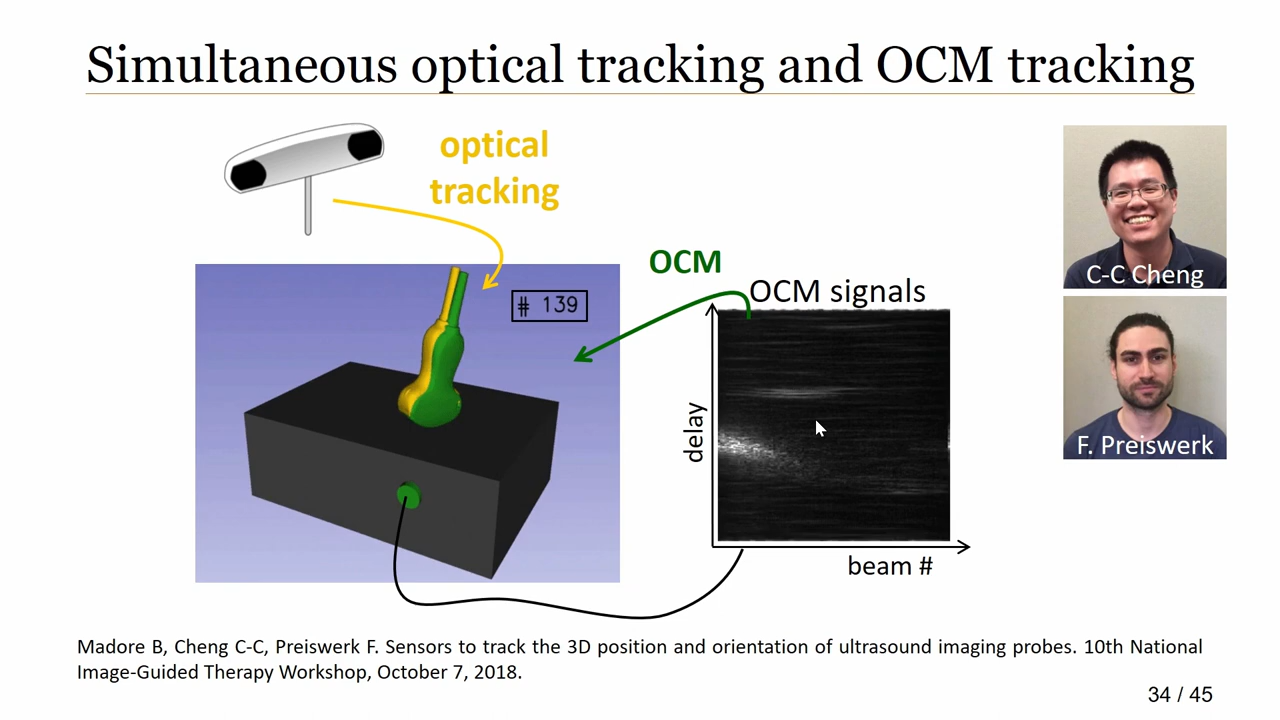 Simultaneous optical tracking and OCM tracking
optical
tracking
OCM
# 139
OCM signals
delay
beam #
C-C Cheng
F. Preiswerk
Madore B, Cheng C-C, Preiswerk F. Sensors to track the 3D position and orientation of ultrasound imaging probes. 10th National
Image-Guided Therapy Workshop, October 7, 2018.
34 / 45